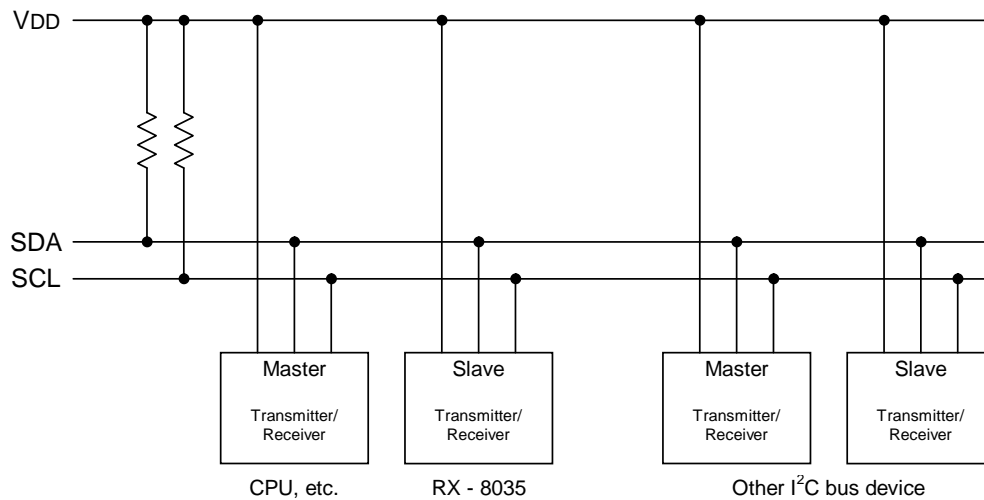 VDD
SDA
SCL
Master
Transmitter/
Receiver
CPU, etc.
Slave
Transmitter/
Receiver
RX - 8035
Master
Transmitter/
Receiver
Slave
Transmitter/
Receiver
Other I²C bus device